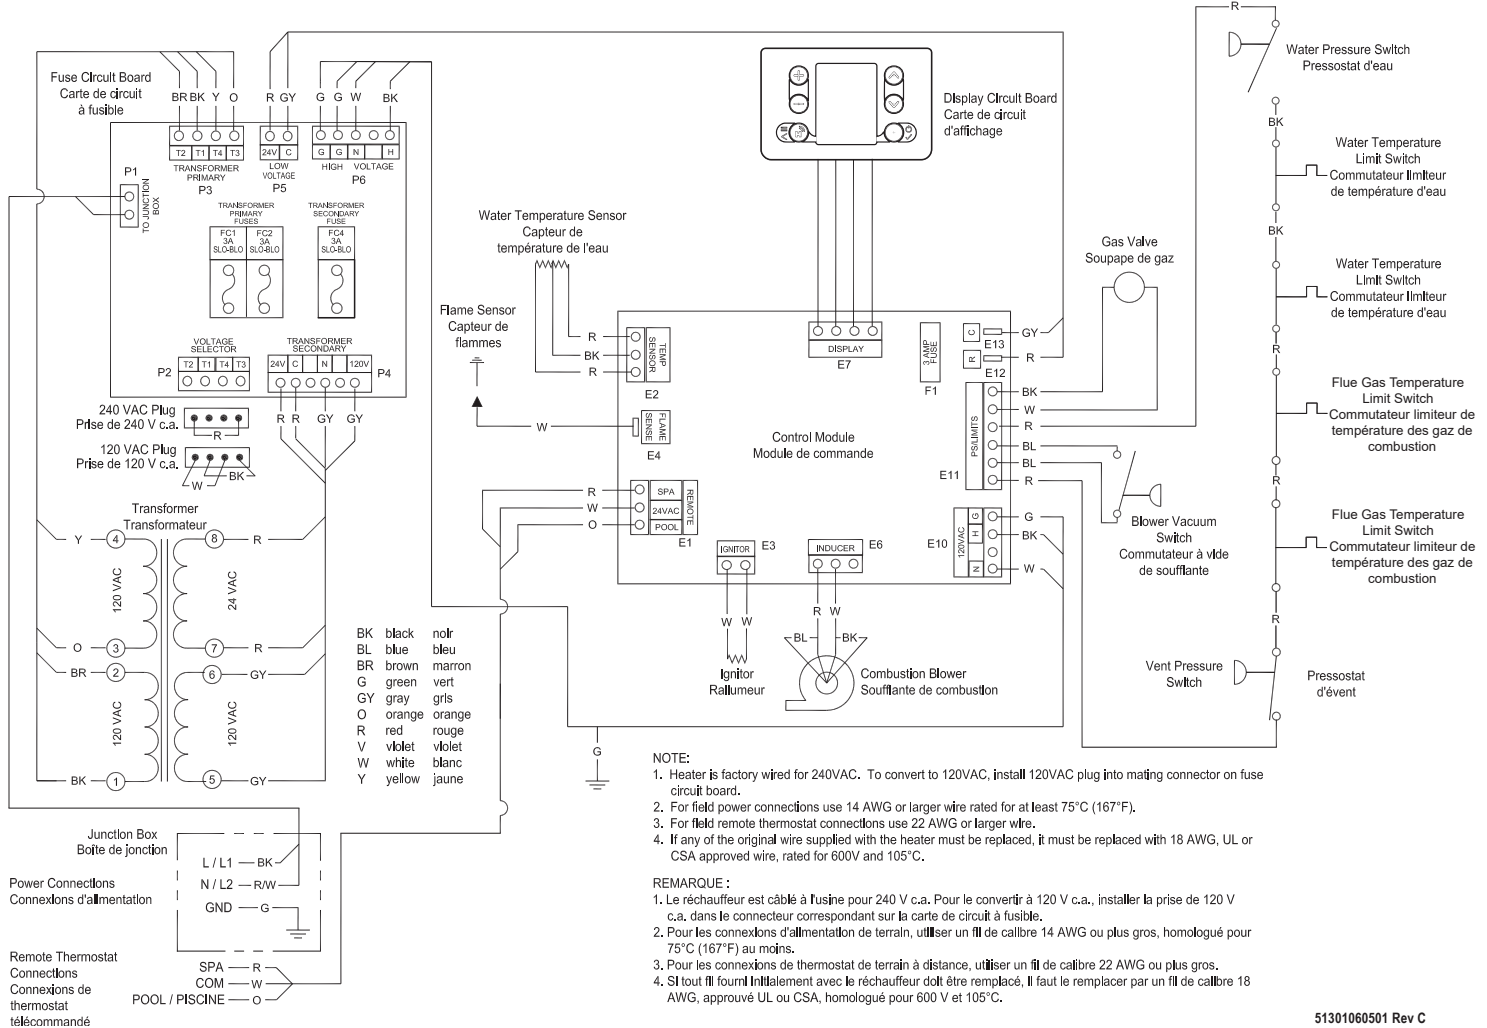 Fuse Circuit Board
Carte de circuit
à fusible
BR BK Y O
R GY
G G W BK
T2 T1 T4 T3
TRANSFORMER
PRIMARY
P3
24V C
LOW
VOLTAGE
P5
G G N H
HIGH VOLTAGE
P6
P1
TO JUNCTION
BOX
TRANSFORMER
PRIMARY
FUSES
FC1
3A
SLO-BLO
FC2
3A
SLO-BLO
TRANSFORMER
SECONDARY
FUSE
FC4
3A
SLO-BLO
VOLTAGE
SELECTOR
P2
T2 T1 T4 T3
TRANSFORMER
SECONDARY
24V C N 120V
P4
R R GY GY
240 VAC Plug
Prise de 240 V c.a.
R
120 VAC Plug
Prise de 120 V c.a.
BK
W
Transformer
Transformateur
Y 4
8 R
120 VAC
24 VAC
O 3
7 R
BR 2
6 GY
120 VAC
120 VAC
BK 1
5 GY
BK black noir
BL blue bleu
BR brown marron
G green vert
GY gray gris
O orange orange
R red rouge
V violet violet
W white blanc
Y yellow jaune
Junction Box
Boîte de jonction
L / L1 BK
N / L2 R/W
GND G
Power Connections
Connexions d'alimentation
Remote Thermostat
Connections
Connexions de
thermostat
télécommandé
SPA R
COM W
POOL / PISCINE O
Display Circuit Board
Carte de circuit
d'affichage
Water Temperature Sensor
Capteur de
température de l'eau
Flame Sensor
Capteur de
flammes
R
BK
R
TEMP
SENSOR
E2
W
FLAME
SENSE
E4
R
W
O
SPA
24VAC
POOL
REMOTE
E1
DISPLAY
E7
3 AMP
FUSE
F1
C
E13
GY
R
E12
R
Control Module
Module de commande
PS/LIMITS
E11
BK
W
R
BL
BL
R
E10
120VAC
G
H
N
G
BK
W
IGNITOR
E3
INDUCER
E6
W W
Ignitor
Rallumeur
R W
BL BK
Combustion Blower
Soufflante de combustion
G
Gas Valve
Soupape de gaz
Blower Vacuum
Switch
Commutateur à vide
de soufflante
R
Water Pressure Switch
Pressostat d'eau
BK
Water Temperature
Limit Switch
Commutateur limiteur
de température d'eau
BK
Water Temperature
Limit Switch
Commutateur limiteur
de température d'eau
R
Flue Gas Temperature
Limit Switch
Commutateur limiteur de
température des gaz de
combustion
R
Flue Gas Temperature
Limit Switch
Commutateur limiteur de
température des gaz de
combustion
R
Vent Pressure
Switch
Pressostat
d'évent
NOTE:
1. Heater is factory wired for 240VAC. To convert to 120VAC, install 120VAC plug into mating connector on fuse
circuit board.
2. For field power connections use 14 AWG or larger wire rated for at least 75°C (167°F).
3. For field remote thermostat connections use 22 AWG or larger wire.
4. If any of the original wire supplied with the heater must be replaced, it must be replaced with 18 AWG, UL or
CSA approved wire, rated for 600V and 105°C.
REMARQUE :
1. Le réchauffeur est câblé à l'usine pour 240 V c.a. Pour le convertir à 120 V c.a., installer la prise de 120 V
c.a. dans le connecteur correspondant sur la carte de circuit à fusible.
2. Pour les connexions d'alimentation de terrain, utiliser un fil de calibre 14 AWG ou plus gros, homologué pour
75°C (167°F) au moins.
3. Pour les connexions de thermostat de terrain à distance, utiliser un fil de calibre 22 AWG ou plus gros.
4. Si tout fil fourni initialement avec le réchauffeur doit être remplacé, il faut le remplacer par un fil de calibre 18
AWG, approuvé UL ou CSA, homologué pour 600 V et 105°C.
51301060501 Rev C